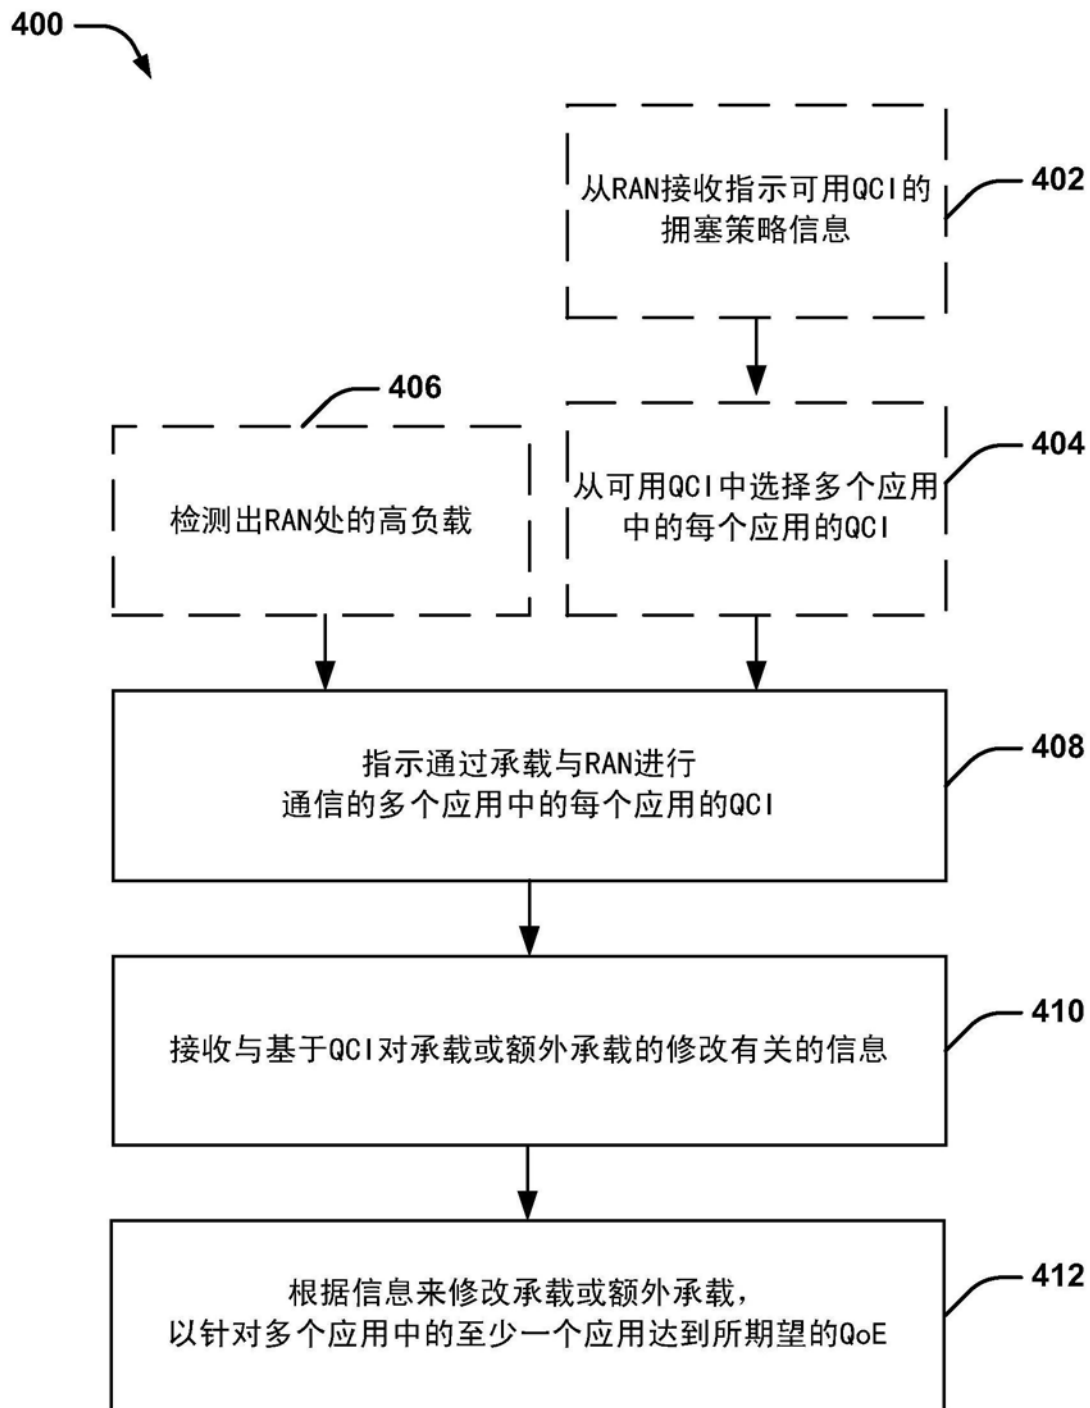 400
从RAN接收指示可用QCI的
拥塞策略信息
402
406
从可用QCI中选择多个应用
中的每个应用的QCI
404
检测出RAN处的高负载
指示通过承载与RAN进行
通信的多个应用中的每个应用的QCI
408
接收与基于QCI对承载或额外承载的修改有关的信息
410
根据信息来修改承载或额外承载,
以针对多个应用中的至少一个应用达到所期望的QoE
412